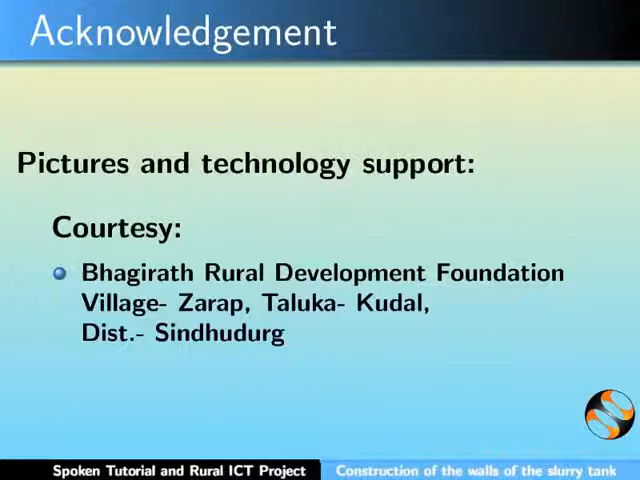 Acknowledgement
Pictures and technology support:
Courtesy:
Bhagirath Rural Development Foundation
Village- Zarap, Taluka- Kudal,
Dist.- Sindhudurg
Spoken Tutorial and Rural ICT Project
Construction of the walls of the slurry tank